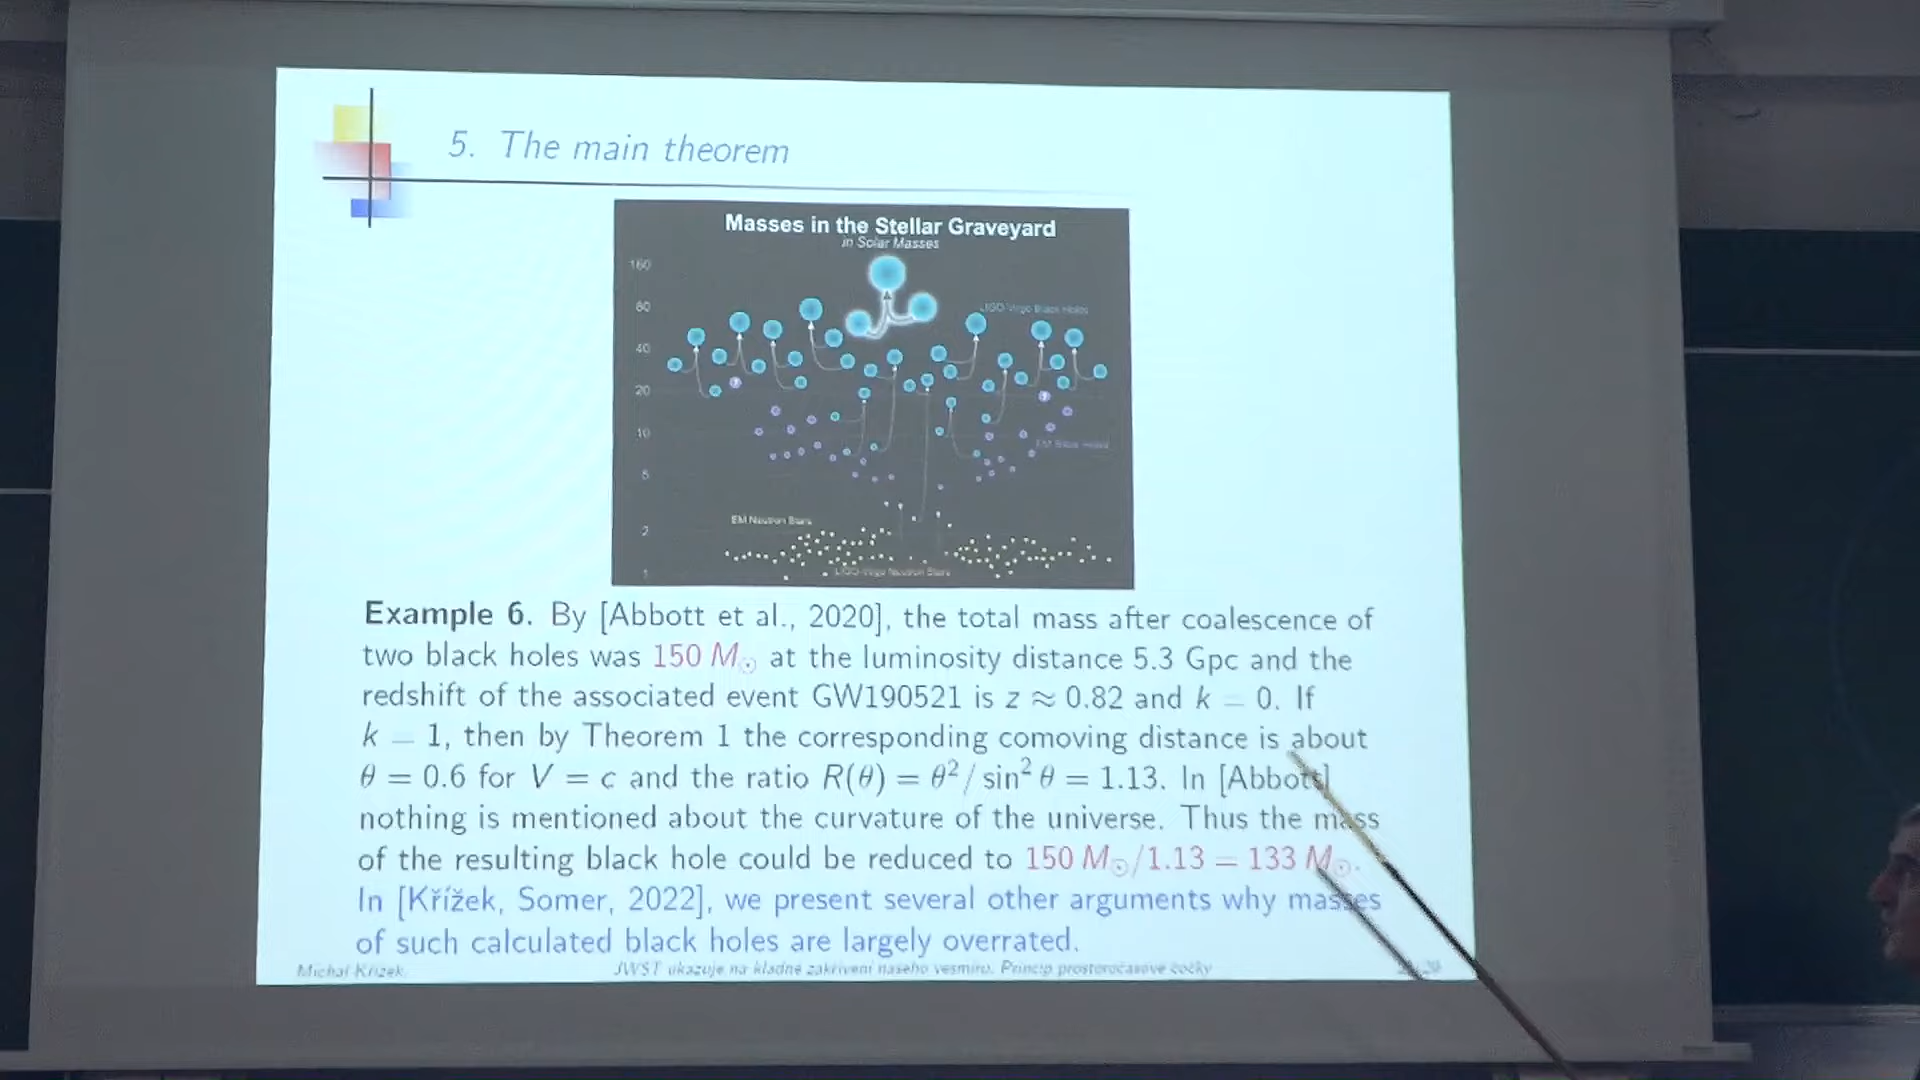 5. The main theorem
Masses in the Stellar Graveyard
in Solar Masses
160
80
LIGO-Virgo Black Holes
40
20
10
EM Black Holes
5
EM Neutron Stars
2
LIGO-Virgo Neutron Stars
1
Example 6. By [Abbott et al., 2020], the total mass after coalescence of
two black holes was 150 M☉ at the luminosity distance 5.3 Gpc and the
redshift of the associated event GW190521 is z ≈ 0.82 and k = 0. If
k = 1, then by Theorem 1 the corresponding comoving distance is about
θ = 0.6 for V = c and the ratio R(θ) = θ²/ sin² θ = 1.13. In [Abbott]
nothing is mentioned about the curvature of the universe. Thus the mass
of the resulting black hole could be reduced to 150 M☉/1.13 = 133 M☉.
In [Křížek, Somer, 2022], we present several other arguments why masses
of such calculated black holes are largely overrated.
Michal Křížek
JWST ukazuje na kladné zakřivení našeho vesmíru. Princip prostoročasové čočky